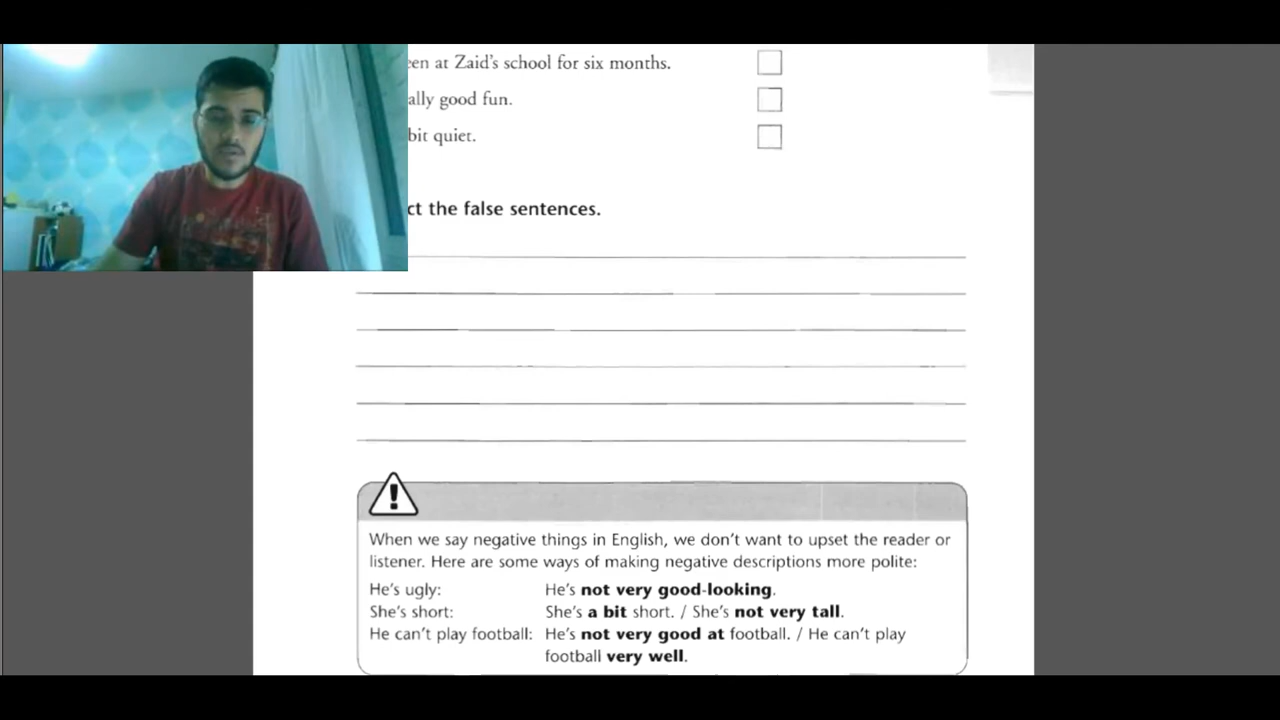 at Zaid's school for six months.
good fun.
bit quiet.
the false sentences.
When we say negative things in English, we don't want to upset the reader or
listener. Here are some ways of making negative descriptions more polite:
He's ugly: He's not very good-looking.
She's short: She's a bit short. / She's not very tall.
He can't play football: He's not very good at football. / He can't play
football very well.